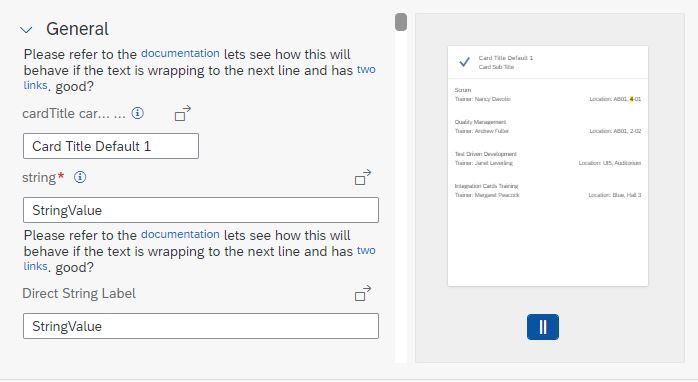 General
Please refer to the documentation lets see how this will
behave if the text is wrapping to the next line and has two
links, good?
cardTitle car... ...
Card Title Default 1
string*
StringValue
Please refer to the documentation lets see how this will
behave if the text is wrapping to the next line and has two
links, good?
Direct String Label
StringValue
Card Title Default 1
Card Sub Title
Scrum
Trainer: Nancy Davolio Location: AB01, 4-01
Quality Management
Trainer: Andrew Fuller Location: AB01, 2-02
Test Driven Development
Trainer: Janet Leverling Location: UI5, Auditorium
Integration Cards Training
Trainer: Margaret Peacock Location: Blue, Hall 3